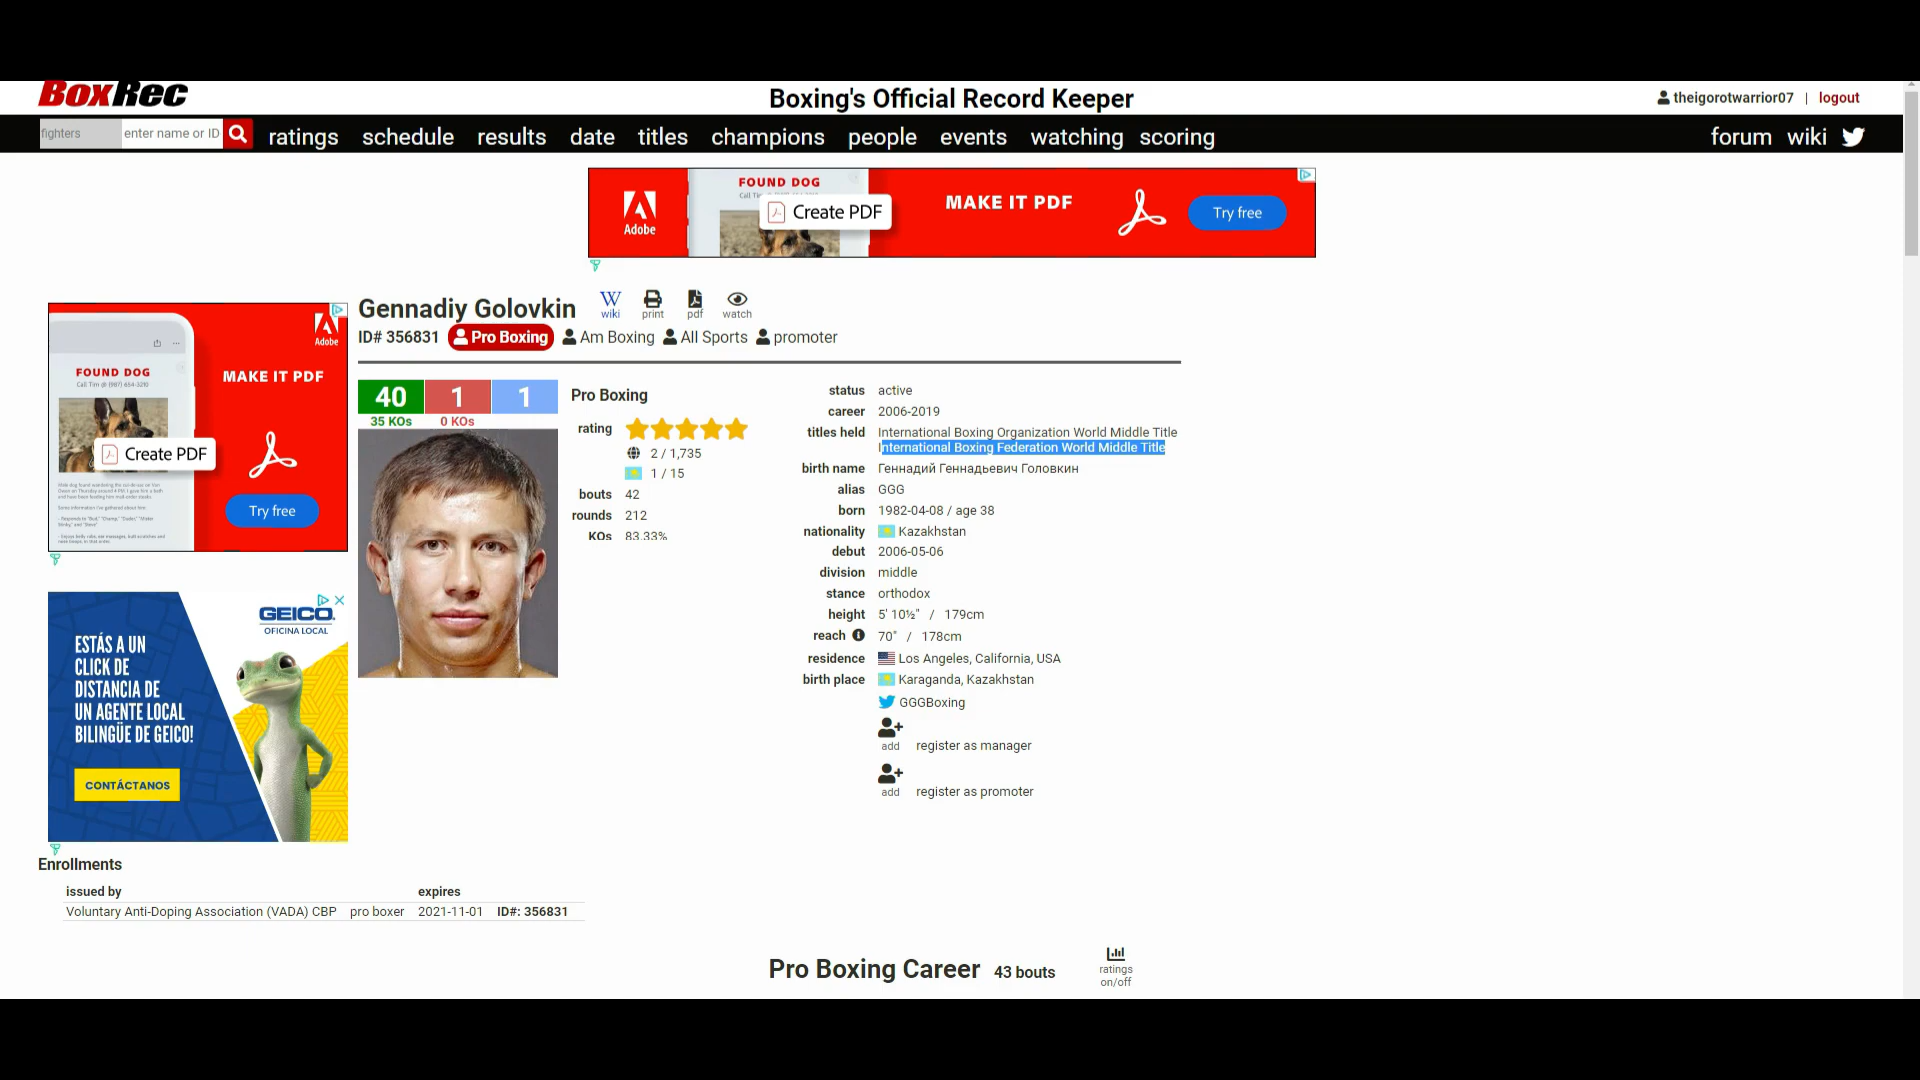 BoxRec
Boxing's Official Record Keeper
theigorotwarrior07 | logout
fighters enter name or ID ratings schedule results date titles champions people events watching scoring forum wiki
FOUND DOG
Create PDF
Adobe
MAKE IT PDF
Try free
Gennadiy Golovkin wiki print pdf watch
ID# 356831 Pro Boxing Am Boxing All Sports promoter
Adobe
FOUND DOG
Call Tim @ (987) 654-3210
MAKE IT PDF
Create PDF
Try free
40 1 1
35 KOs 0 KOs
Pro Boxing
rating
2 / 1,735
1 / 15
bouts 42
rounds 212
KOs 83.33%
status active
career 2006-2019
titles held International Boxing Organization World Middle Title
International Boxing Federation World Middle Title
birth name Геннадий Геннадьевич Головкин
alias GGG
born 1982-04-08 / age 38
nationality Kazakhstan
debut 2006-05-06
division middle
stance orthodox
height 5' 10½" / 179cm
reach 70" / 178cm
residence Los Angeles, California, USA
birth place Karaganda, Kazakhstan
GGGBoxing
add register as manager
add register as promoter
GEICO.
OFICINA LOCAL
ESTÁS A UN
CLICK DE
DISTANCIA DE
UN AGENTE LOCAL
BILINGÜE DE GEICO!
CONTÁCTANOS
Enrollments
issued by expires
Voluntary Anti-Doping Association (VADA) CBP pro boxer 2021-11-01 ID#: 356831
Pro Boxing Career 43 bouts
ratings
on/off